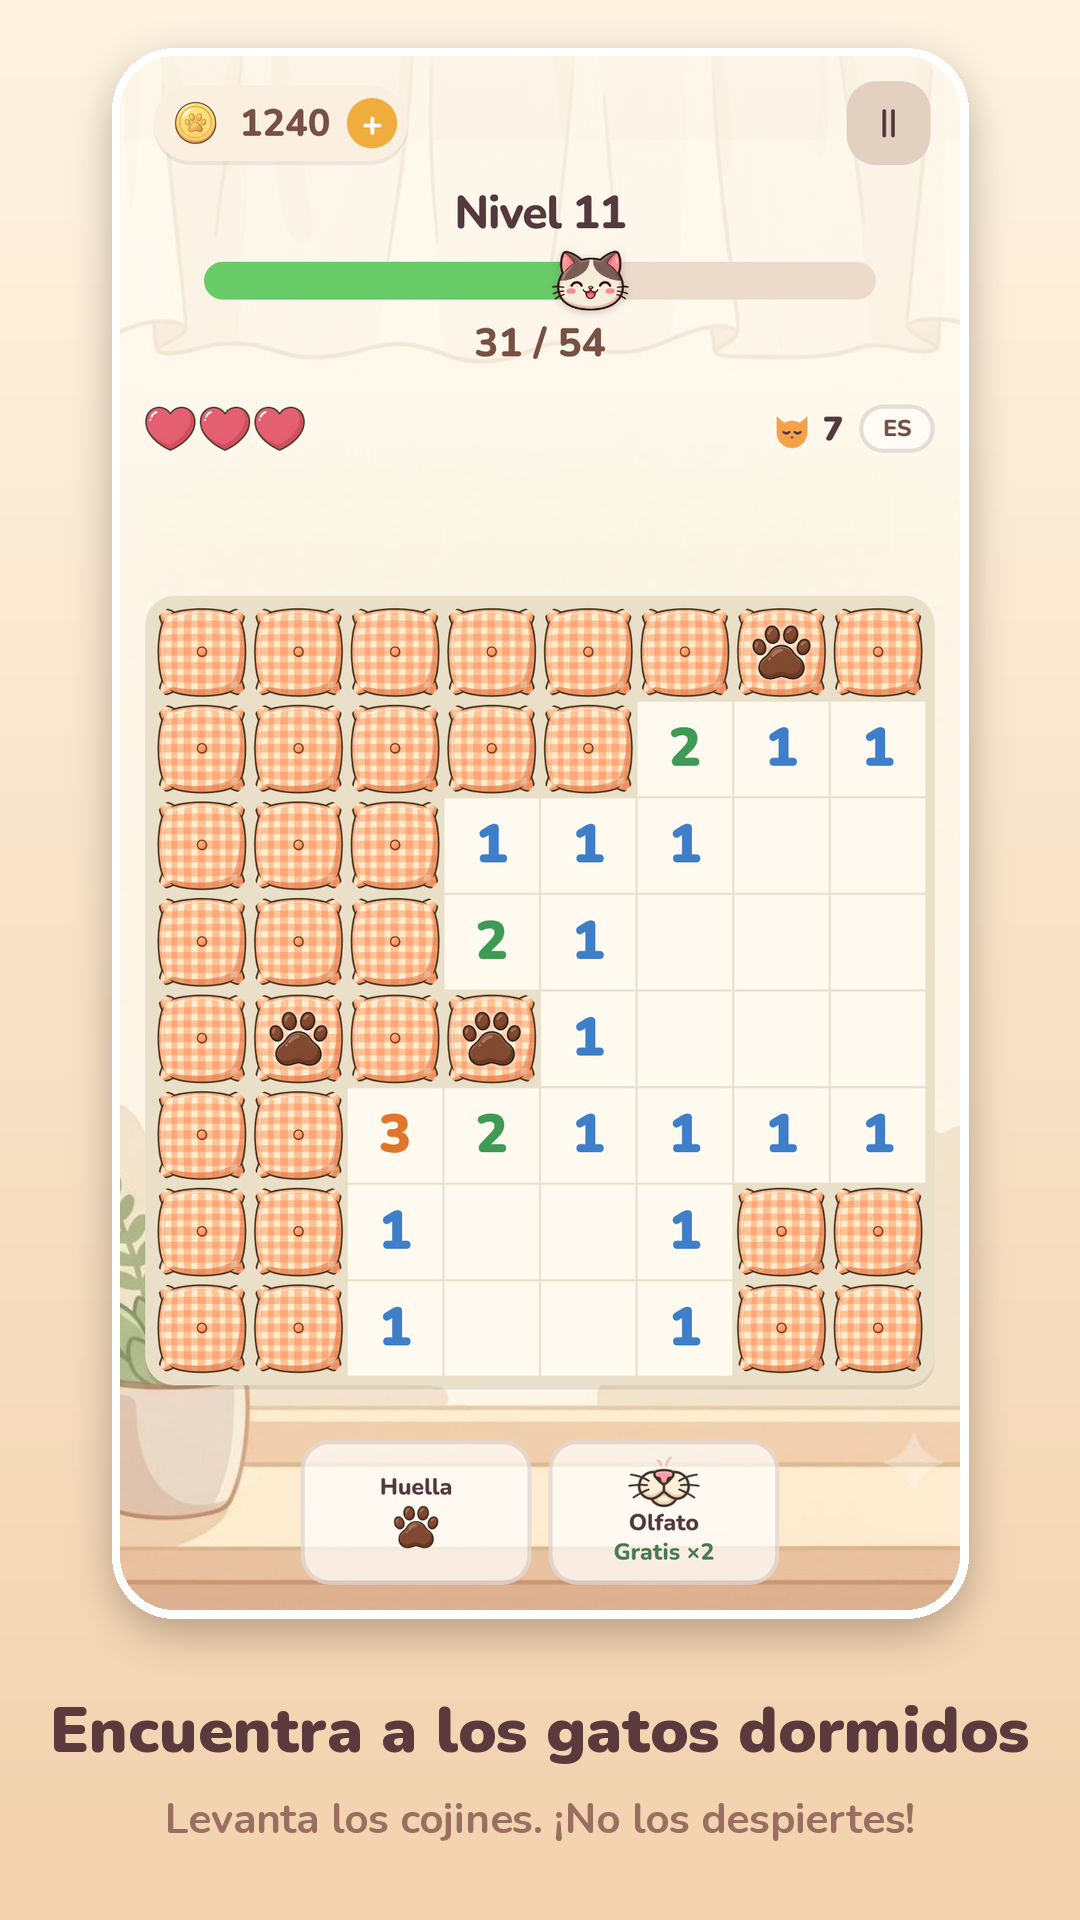 1240 +
Nivel 11
31 / 54
7 ES
2 1 1
1 1 1
2 1
1
3 2 1 1 1 1
1 1
1 1
Huella
Olfato
Gratis ×2
Encuentra a los gatos dormidos
Levanta los cojines. ¡No los despiertes!